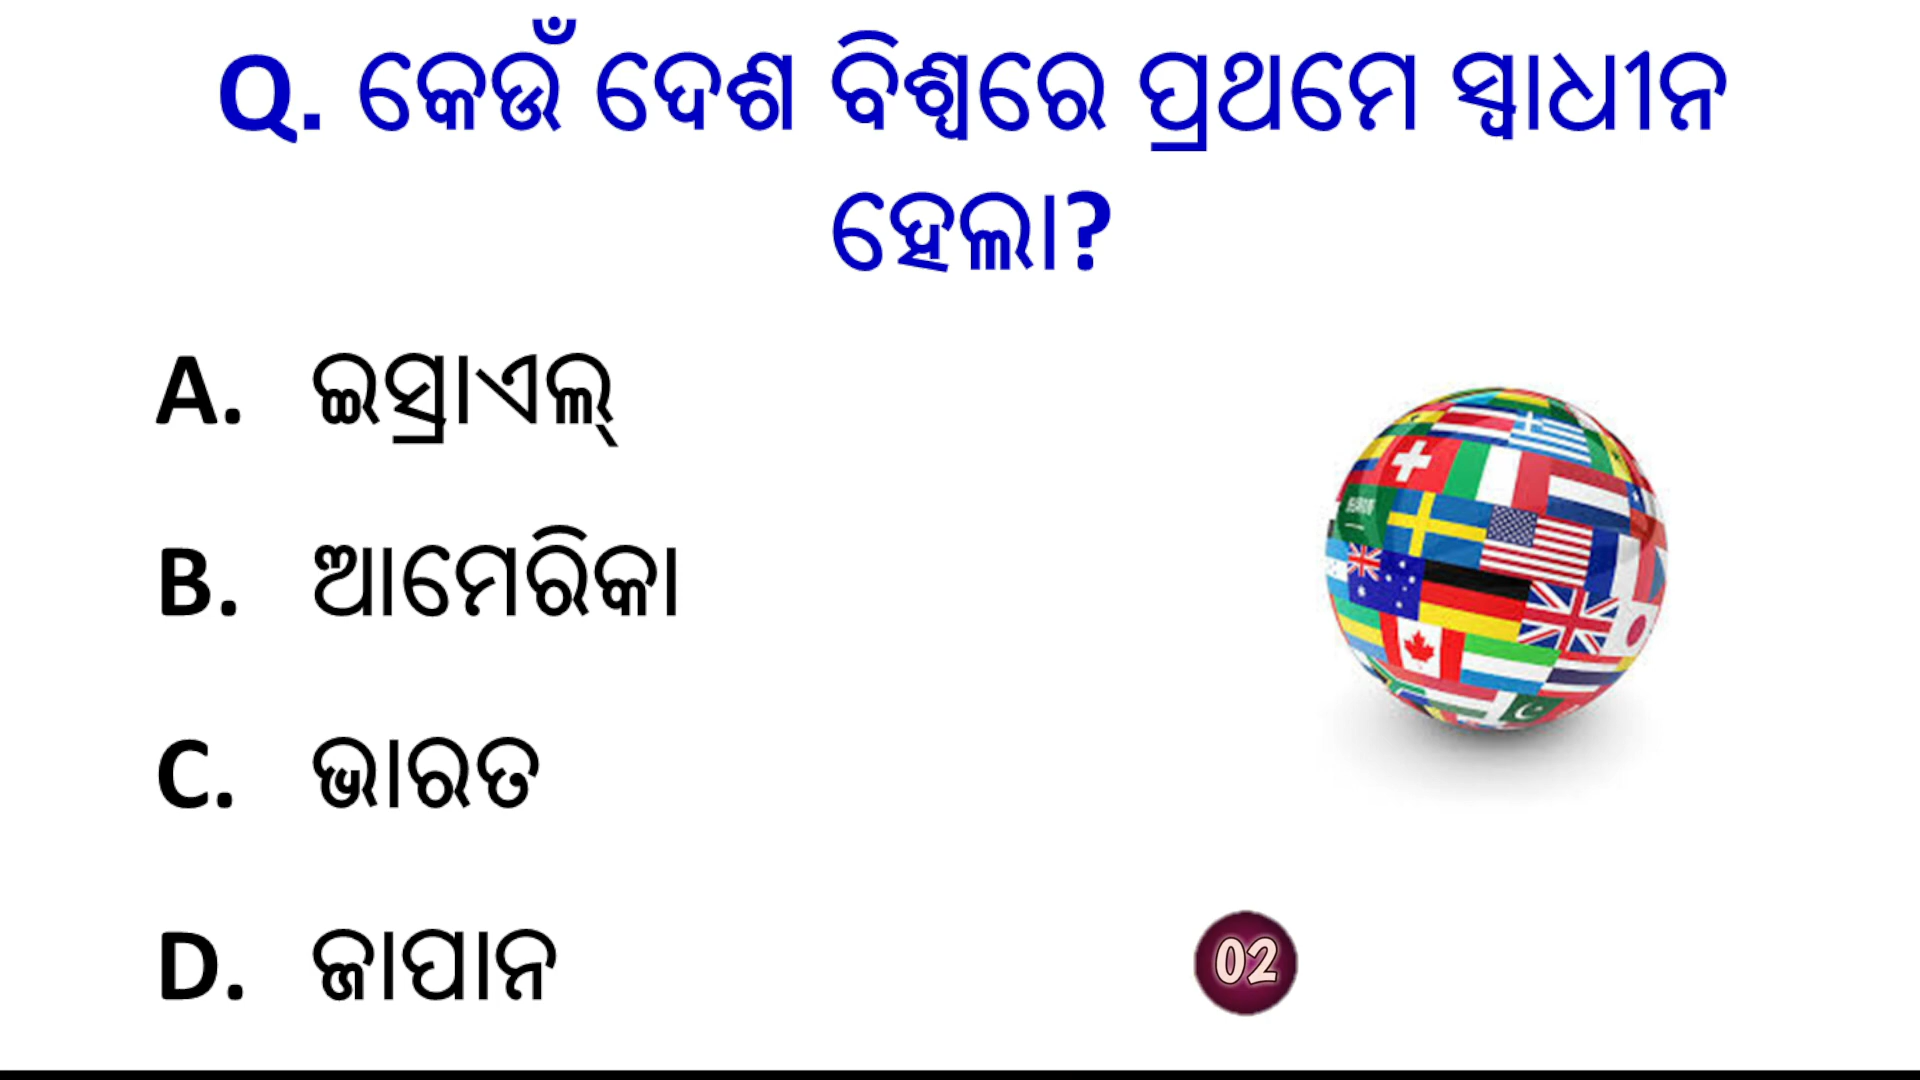 Q. କେଉଁ ଦେଶ ବିଶ୍ୱରେ ପ୍ରଥମେ ସ୍ୱାଧୀନ
ହେଲା?
A. ଇସ୍ରାଏଲ୍
B. ଆମେରିକା
C. ଭାରତ
D. ଜାପାନ
02